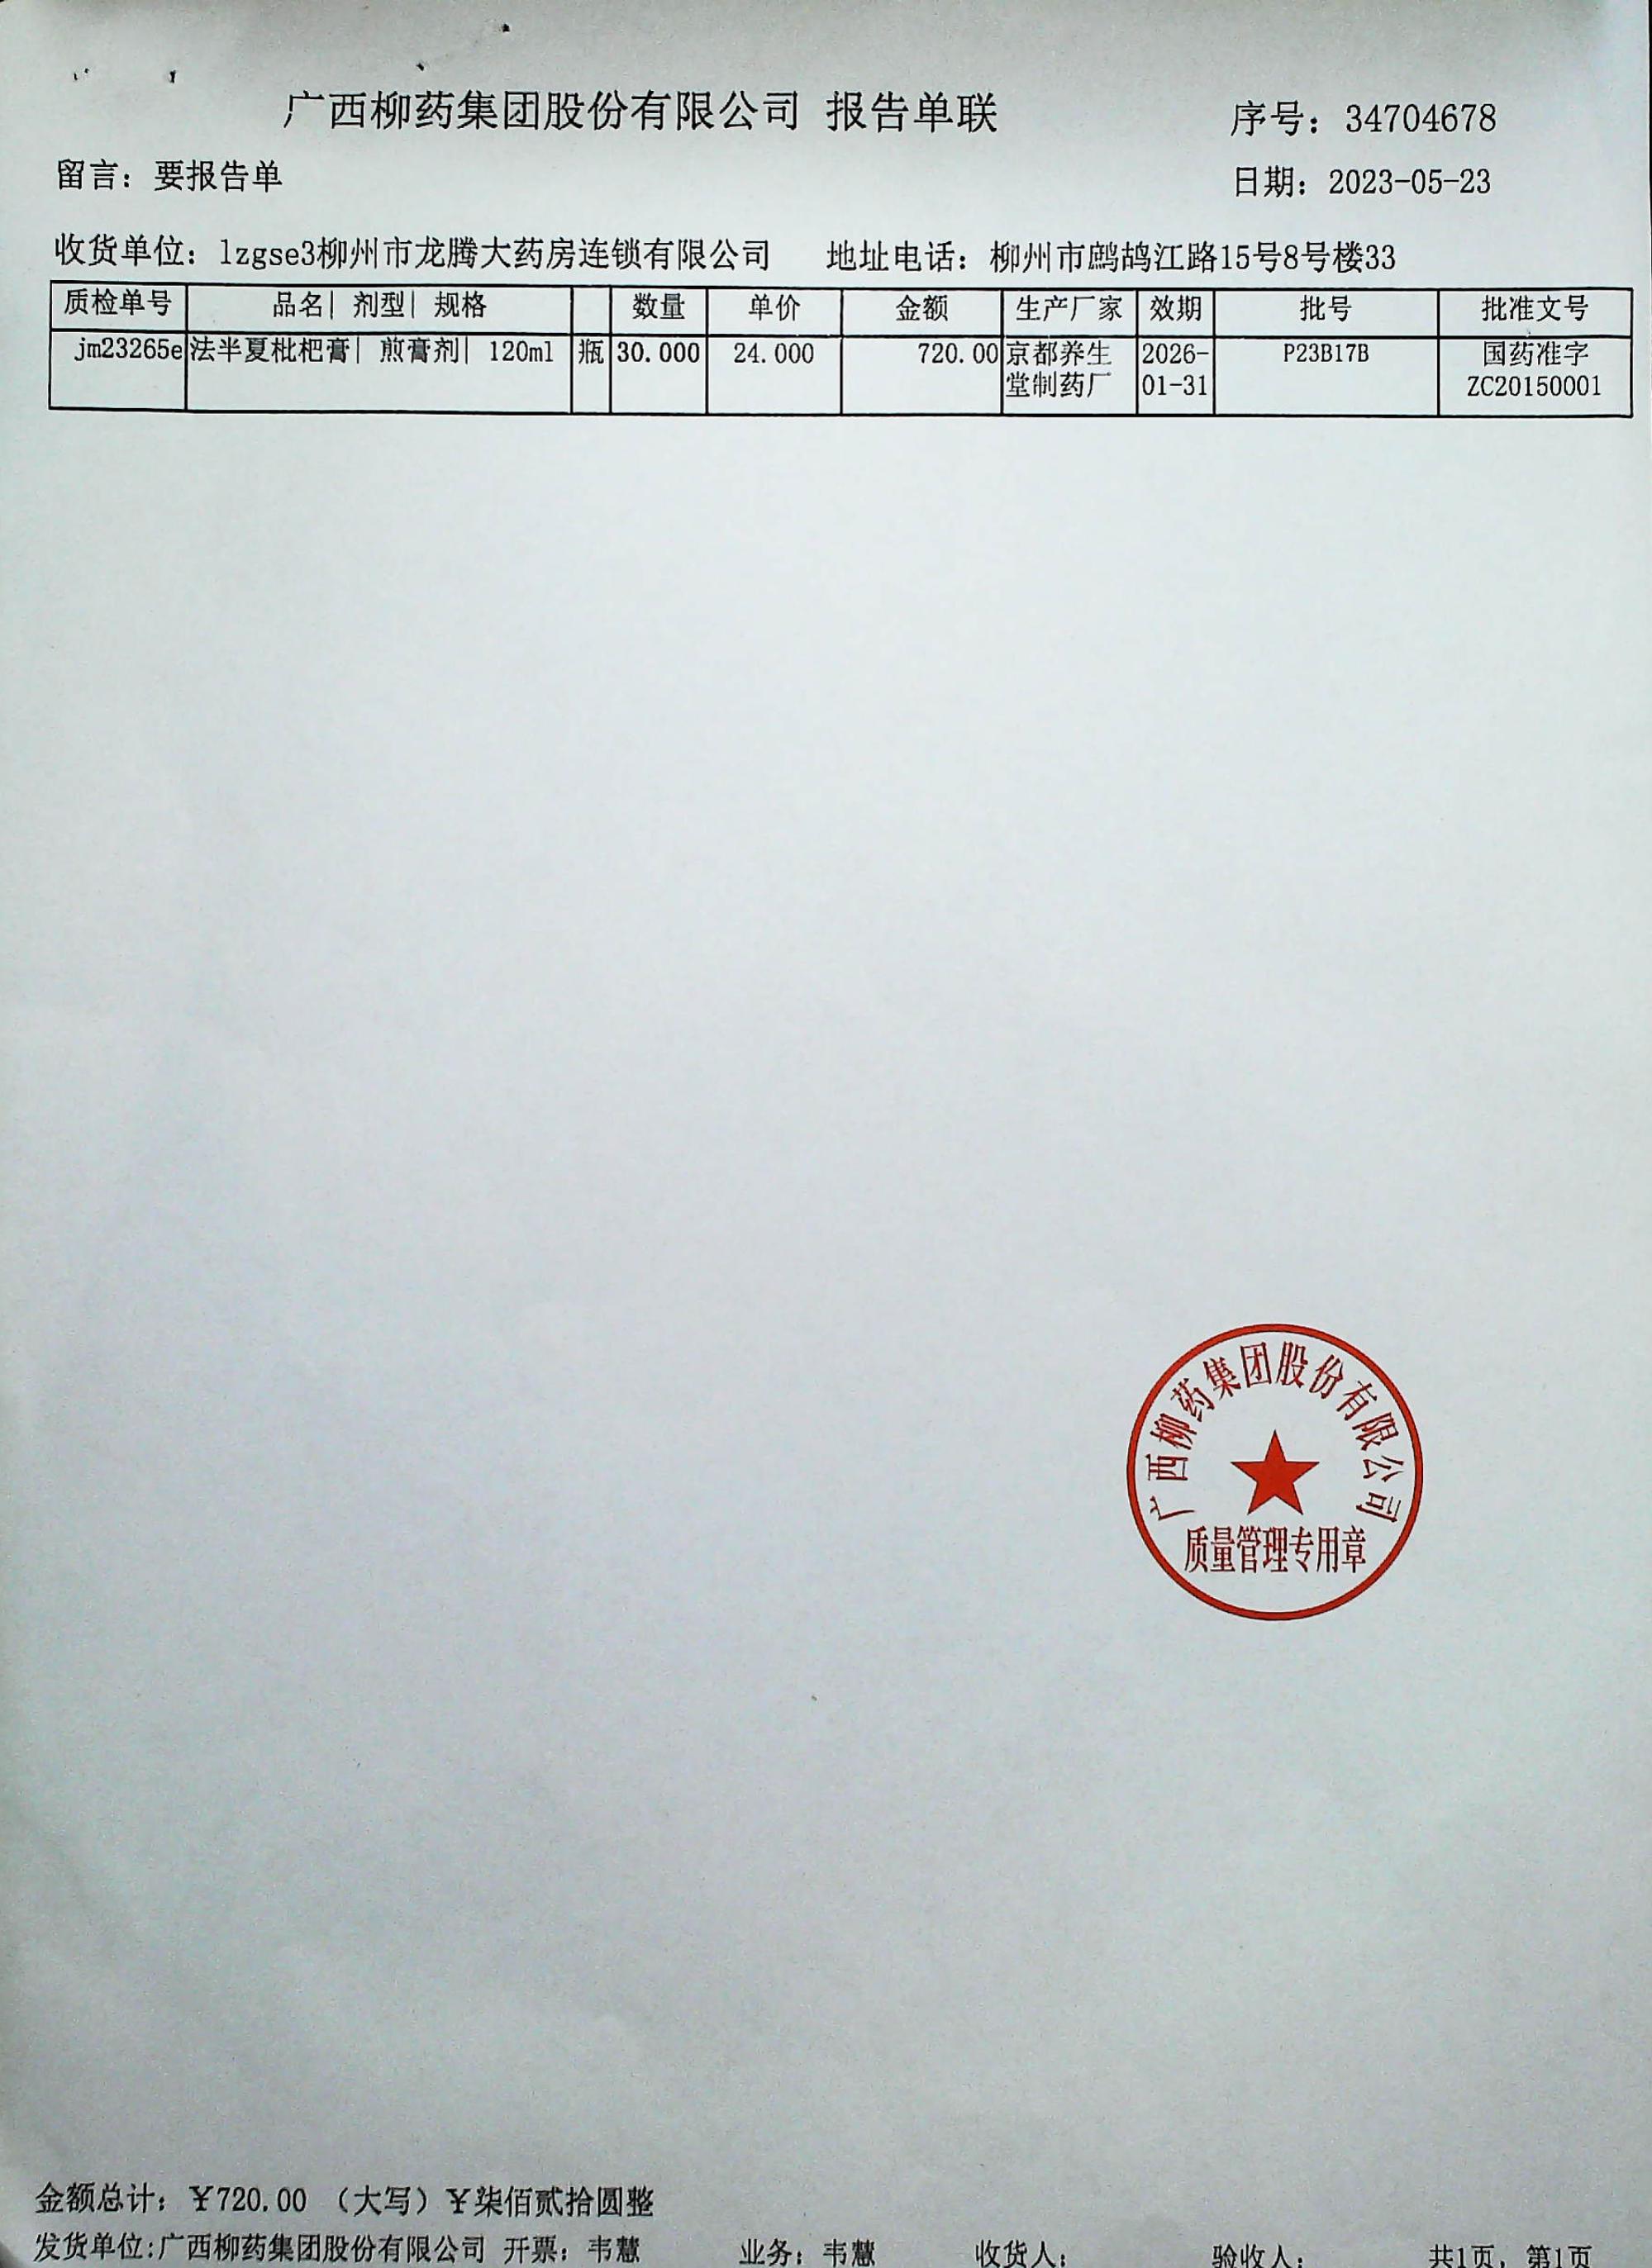 广西柳药集团股份有限公司 报告单联
序号：34704678
留言：要报告单
日期：2023-05-23
收货单位：lzgse3柳州市龙腾大药房连锁有限公司 地址电话：柳州市鹧鸪江路15号8号楼33
质检单号 品名| 剂型| 规格 数量 单价 金额 生产厂家 效期 批号 批准文号
jm23265e 法半夏枇杷膏| 煎膏剂| 120ml 瓶 30.000 24.000 720.00 京都养生 2026- P23B17B 国药准字
堂制药厂 01-31 ZC20150001
广西柳药集团股份有限公司
质量管理专用章
金额总计：￥720.00 （大写）￥柒佰贰拾圆整
发货单位:广西柳药集团股份有限公司 开票：韦慧 业务：韦慧 收货人： 验收人： 共1页，第1页